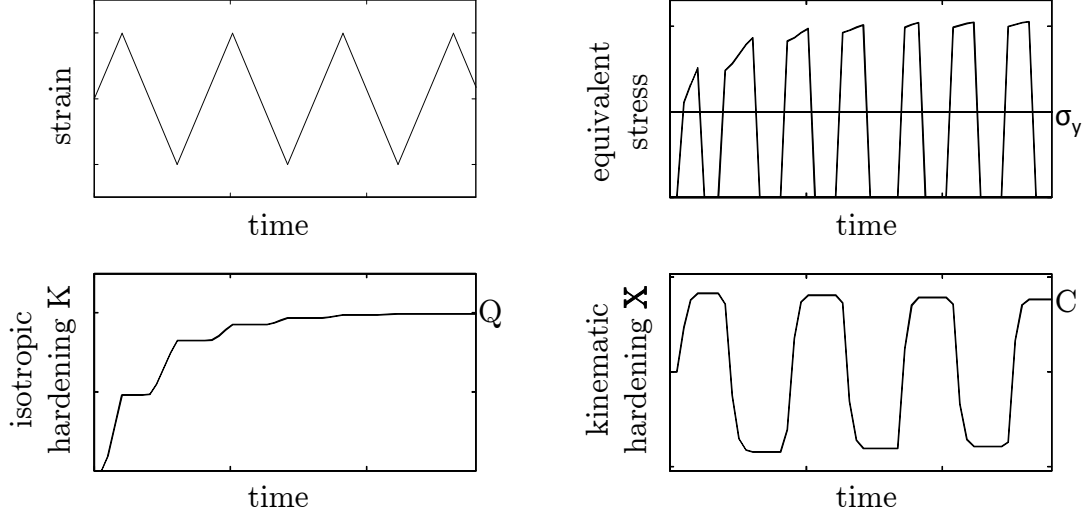 strain
time
equivalent
stress
σy
time
isotropic
hardening K
Q
time
kinematic
hardening X
C
time